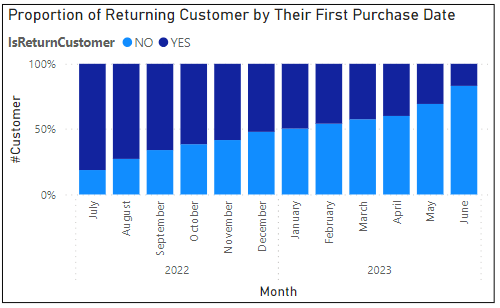 Proportion of Returning Customer by Their First Purchase Date
IsReturnCustomer NO YES
100%
50%
0%
#Customer
July August September October November December January February March April May June
2022 2023
Month